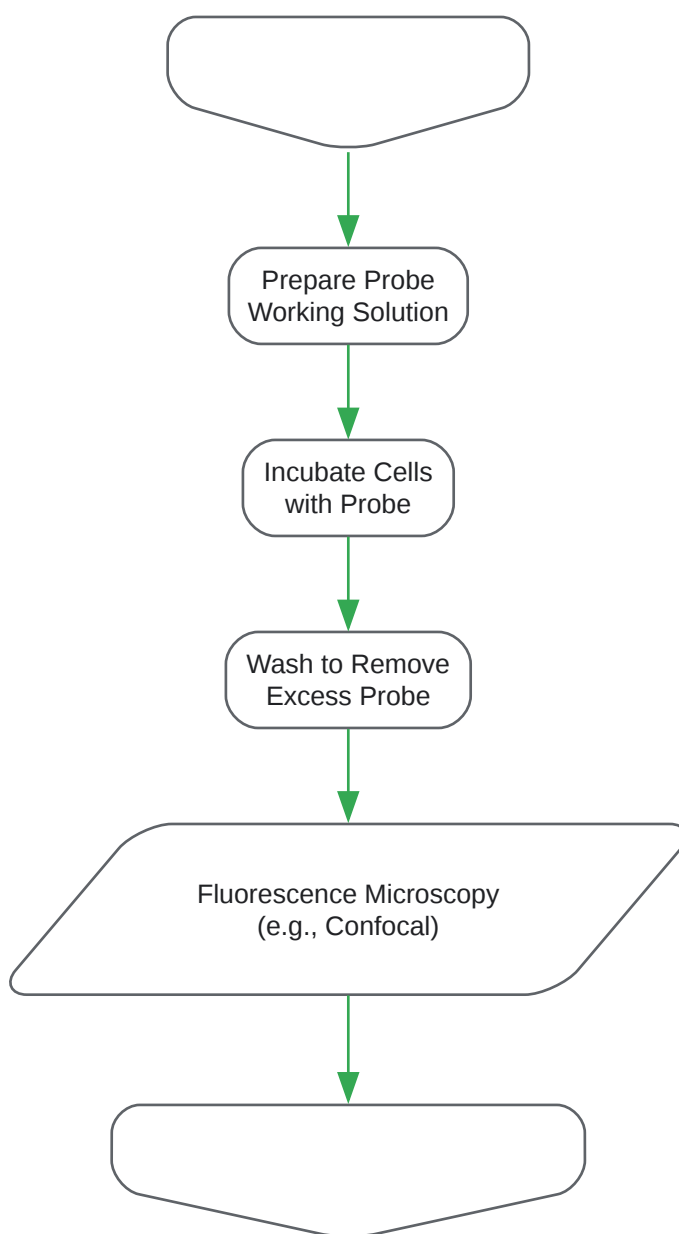 Prepare Probe
Working Solution
Incubate Cells
with Probe
Wash to Remove
Excess Probe
Fluorescence Microscopy
(e.g., Confocal)